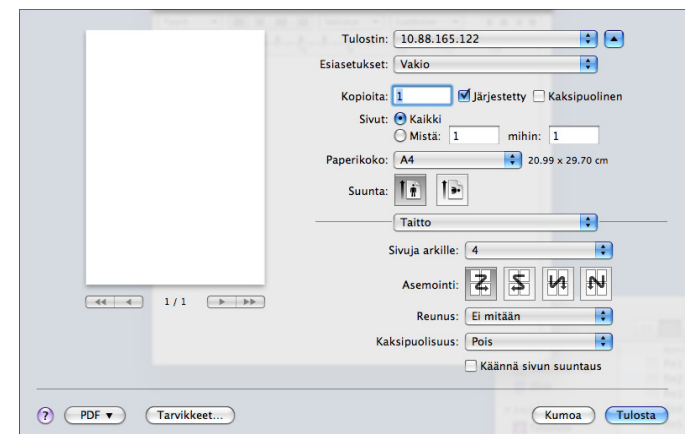 Tulostin: 10.88.165.122
Esiasetukset: Vakio
Kopioita: 1 Järjestetty Kaksipuolinen
Sivut: Kaikki
Mistä: 1 mihin: 1
Paperikoko: A4 20.99 x 29.70 cm
Suunta:
Taitto
Sivuja arkille: 4
Asemointi:
1 / 1
Reunus: Ei mitään
Kaksipuolisuus: Pois
Käännä sivun suuntaus
? PDF Tarvikkeet... Kumoa Tulosta